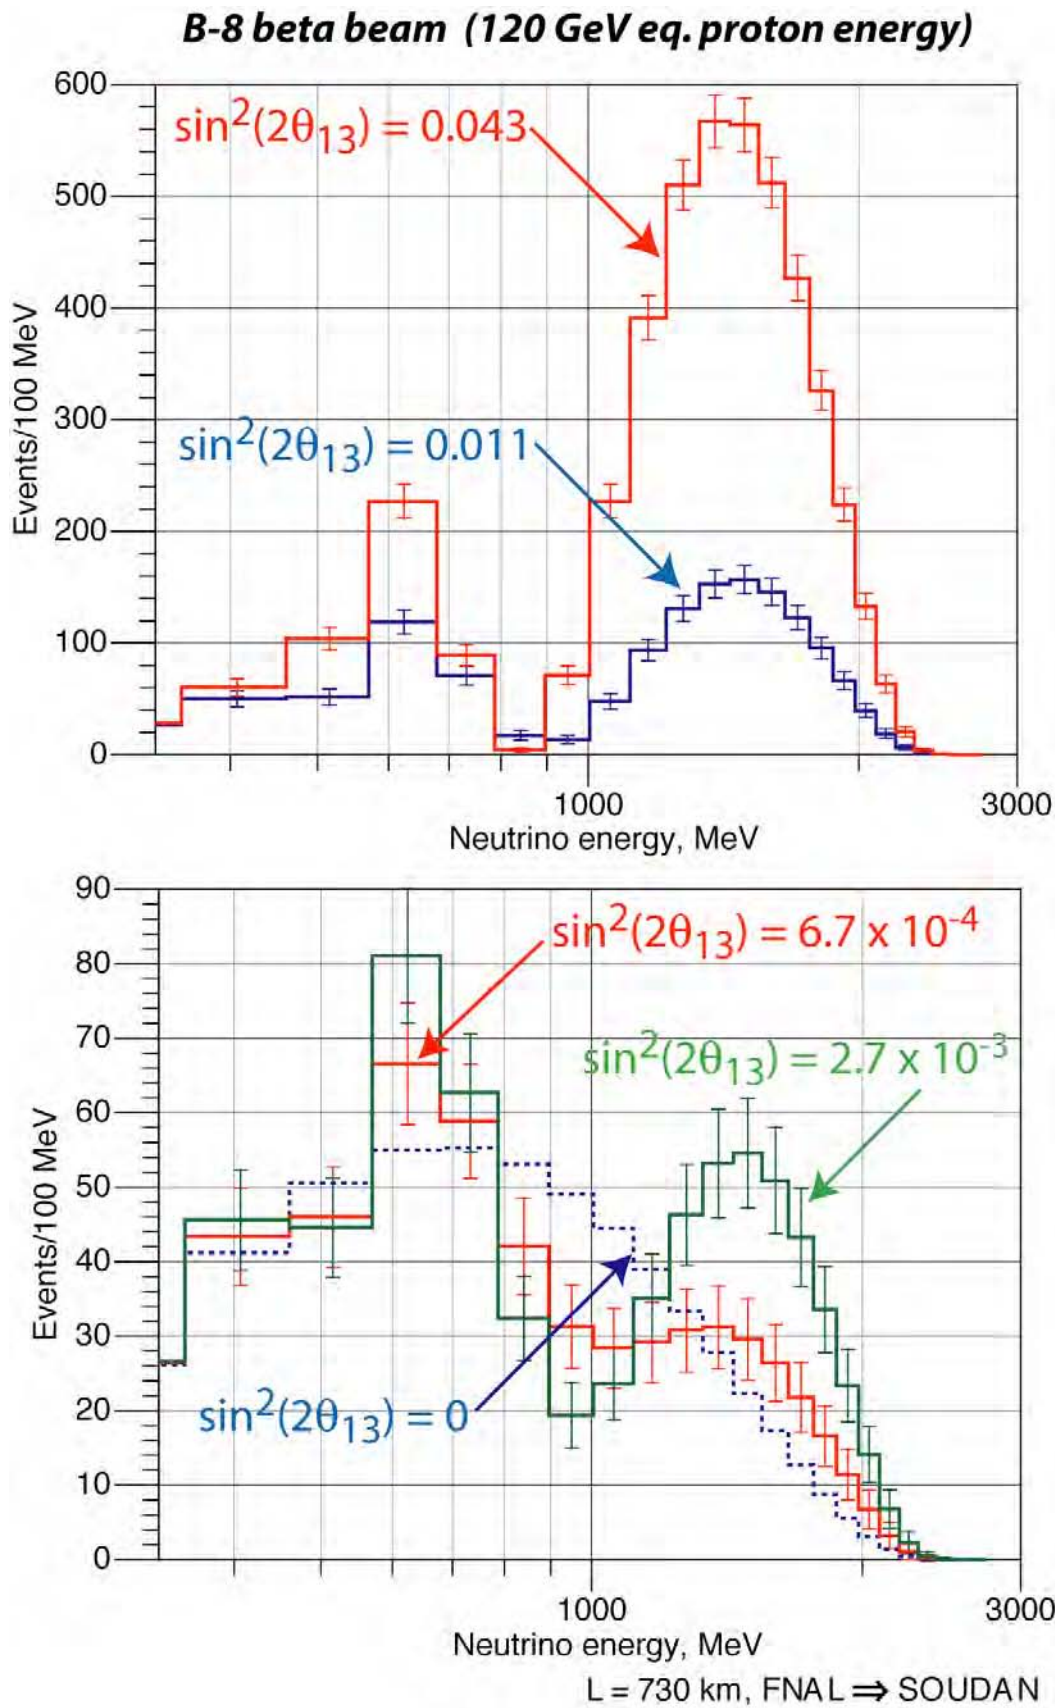 B-8 beta beam (120 GeV eq. proton energy)
600
sin²(2θ₁₃) = 0.043
500
400
Events/100 MeV
300
sin²(2θ₁₃) = 0.011
200
100
0
1000
3000
Neutrino energy, MeV
90
sin²(2θ₁₃) = 6.7 x 10⁻⁴
80
70
sin²(2θ₁₃) = 2.7 x 10⁻³
60
Events/100 MeV
50
40
30
sin²(2θ₁₃) = 0
20
10
0
1000
3000
Neutrino energy, MeV
L = 730 km, FNAL ⇒ SOUDAN